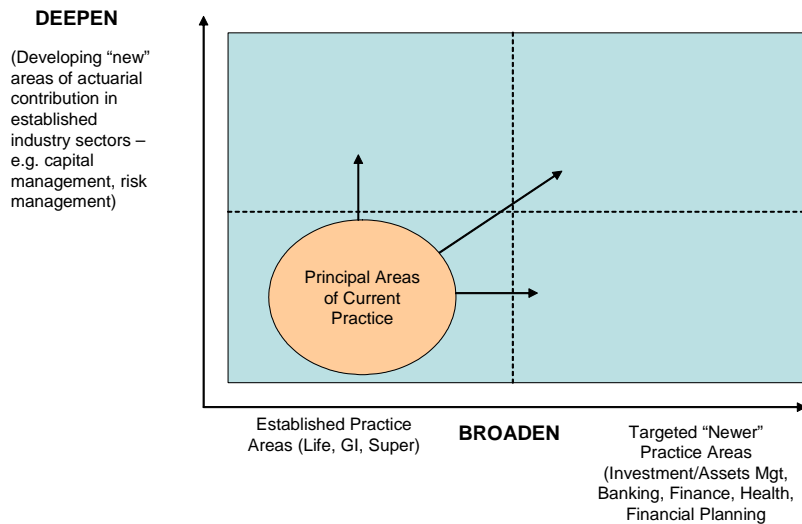 DEEPEN
(Developing “new”
areas of actuarial
contribution in
established
industry sectors –
e.g. capital
management, risk
management)
Principal Areas
of Current
Practice
Established Practice
Areas (Life, GI, Super)
BROADEN
Targeted “Newer”
Practice Areas
(Investment/Assets Mgt,
Banking, Finance, Health,
Financial Planning